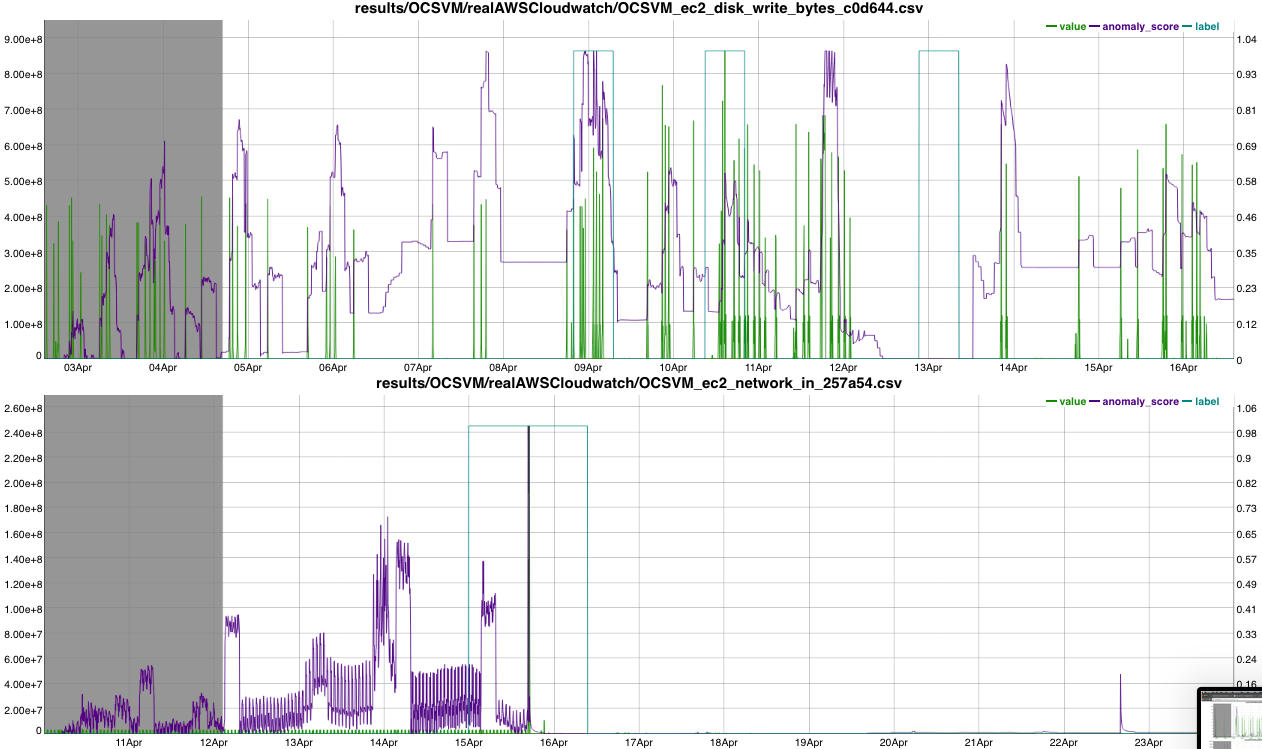 results/OCSVM/realAWSCloudwatch/OCSVM_ec2_disk_write_bytes_c0d644.csv
value anomaly_score label
9.00e+8 1.04
8.00e+8 0.93
7.00e+8 0.81
6.00e+8 0.69
5.00e+8 0.58
4.00e+8 0.46
3.00e+8 0.35
2.00e+8 0.23
1.00e+8 0.12
0 0
03Apr 04Apr 05Apr 06Apr 07Apr 08Apr 09Apr 10Apr 11Apr 12Apr 13Apr 14Apr 15Apr 16Apr
results/OCSVM/realAWSCloudwatch/OCSVM_ec2_network_in_257a54.csv
value anomaly_score label
2.60e+8 1.06
2.40e+8 0.98
2.20e+8 0.9
2.00e+8 0.82
1.80e+8 0.73
1.60e+8 0.65
1.40e+8 0.57
1.20e+8 0.49
1.00e+8 0.41
8.00e+7 0.33
6.00e+7 0.24
4.00e+7 0.16
2.00e+7
0
11Apr 12Apr 13Apr 14Apr 15Apr 16Apr 17Apr 18Apr 19Apr 20Apr 21Apr 22Apr 23Apr